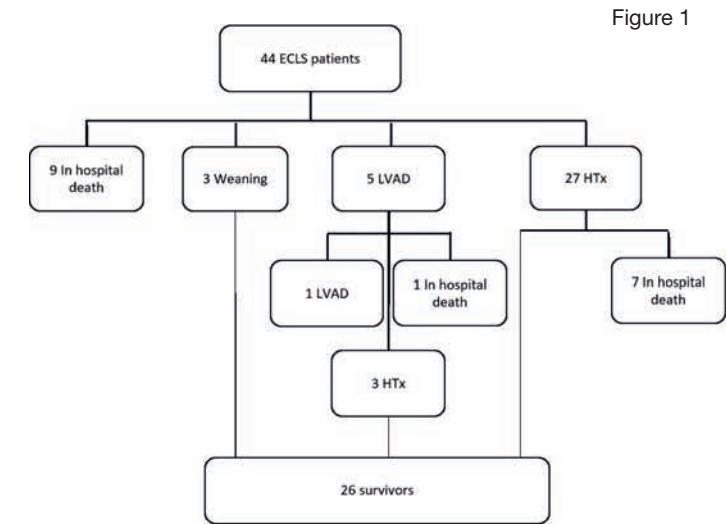 Figure 1
44 ECLS patients
9 In hospital
death
3 Weaning
5 LVAD
27 HTx
1 LVAD
1 In hospital
death
7 In hospital
death
3 HTx
26 survivors